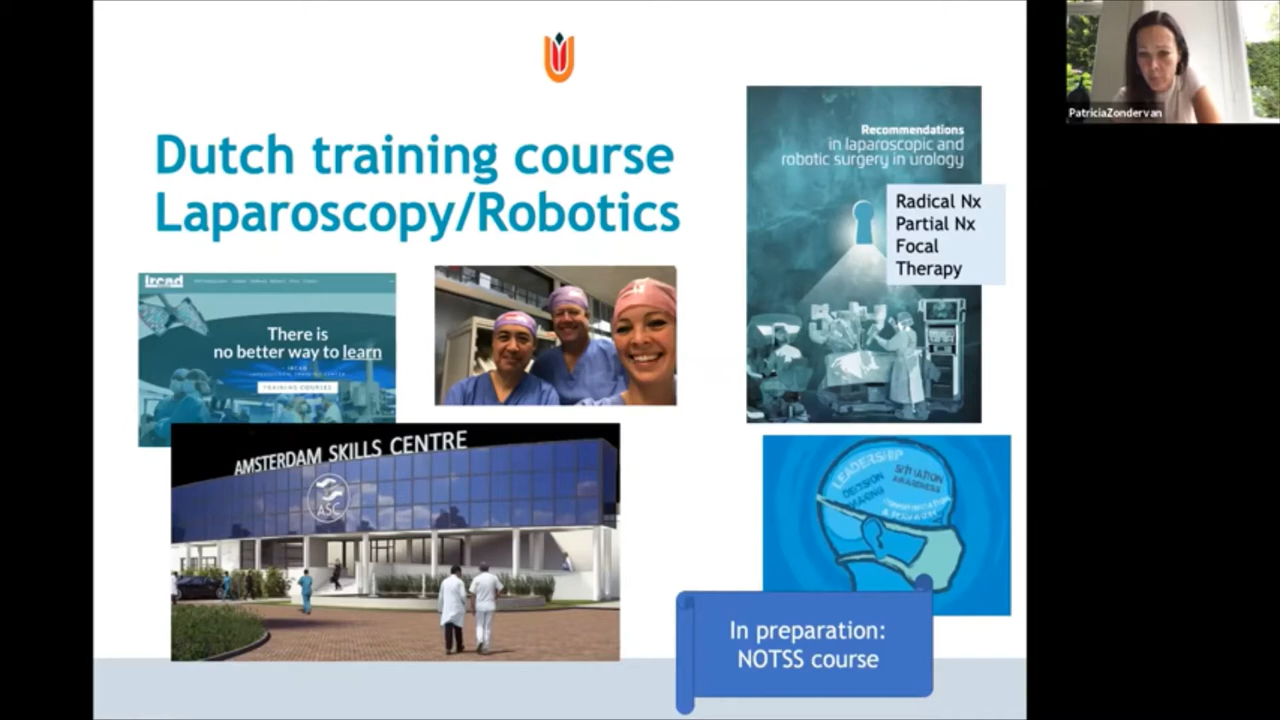 Dutch training course
Laparoscopy/Robotics
Recommendations
in laparoscopic and
robotic surgery in urology
Radical Nx
Partial Nx
Focal
Therapy
ircad
There is
no better way to learn
IRCAD
TRAINING COURSES
AMSTERDAM SKILLS CENTRE
ASC
LEADERSHIP
SITUATION
AWARENESS
DECISION
MAKING
In preparation:
NOTSS course
PatriciaZondervan